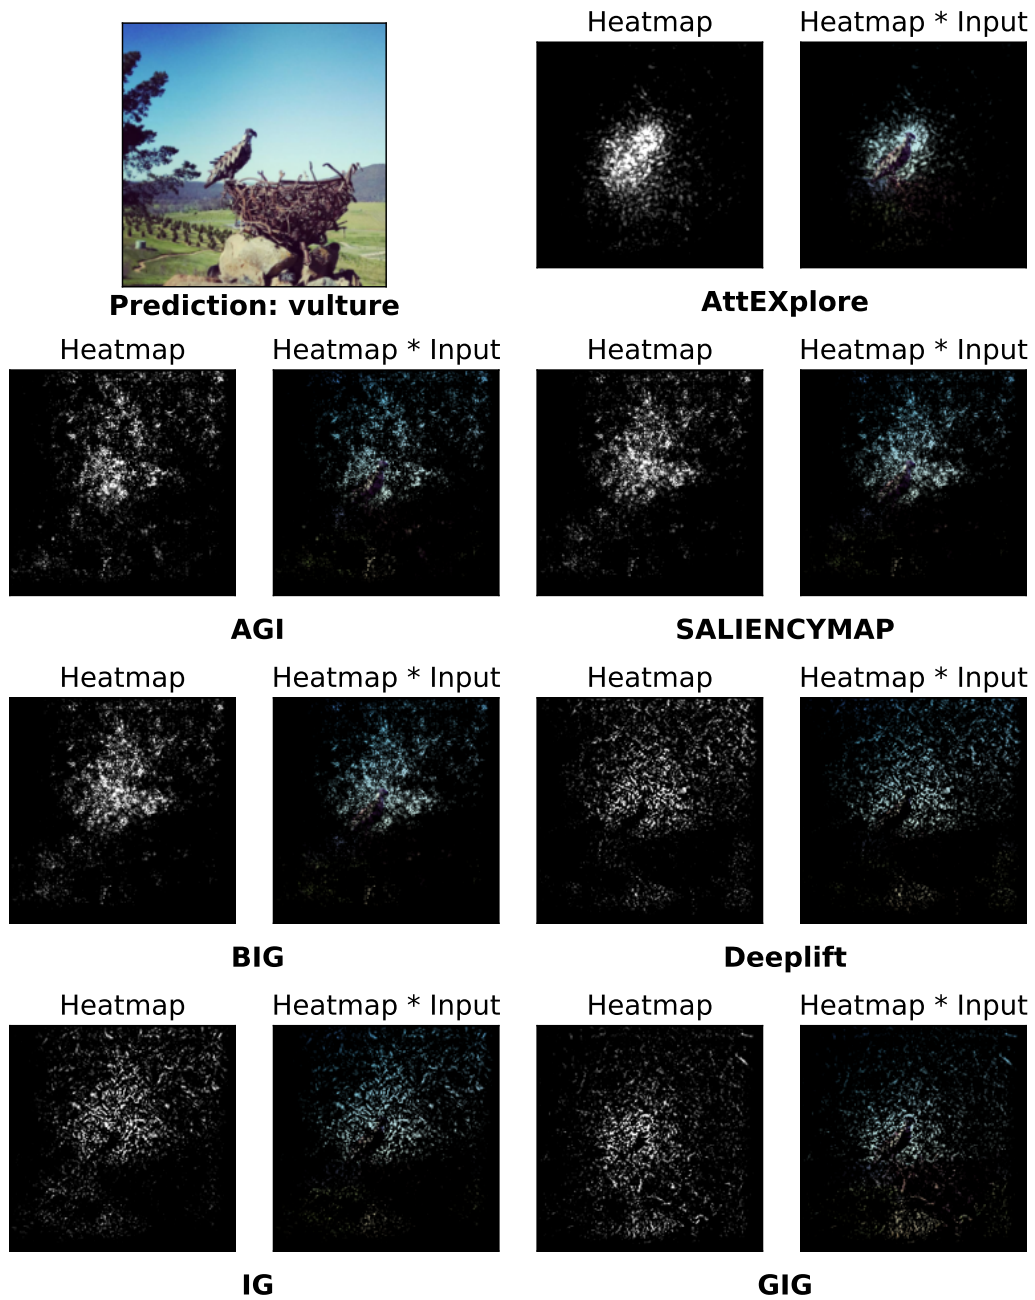 Heatmap Heatmap * Input
Prediction: vulture
AttEXplore
Heatmap Heatmap * Input Heatmap Heatmap * Input
AGI SALIENCYMAP
Heatmap Heatmap * Input Heatmap Heatmap * Input
BIG Deeplift
Heatmap Heatmap * Input Heatmap Heatmap * Input
IG GIG